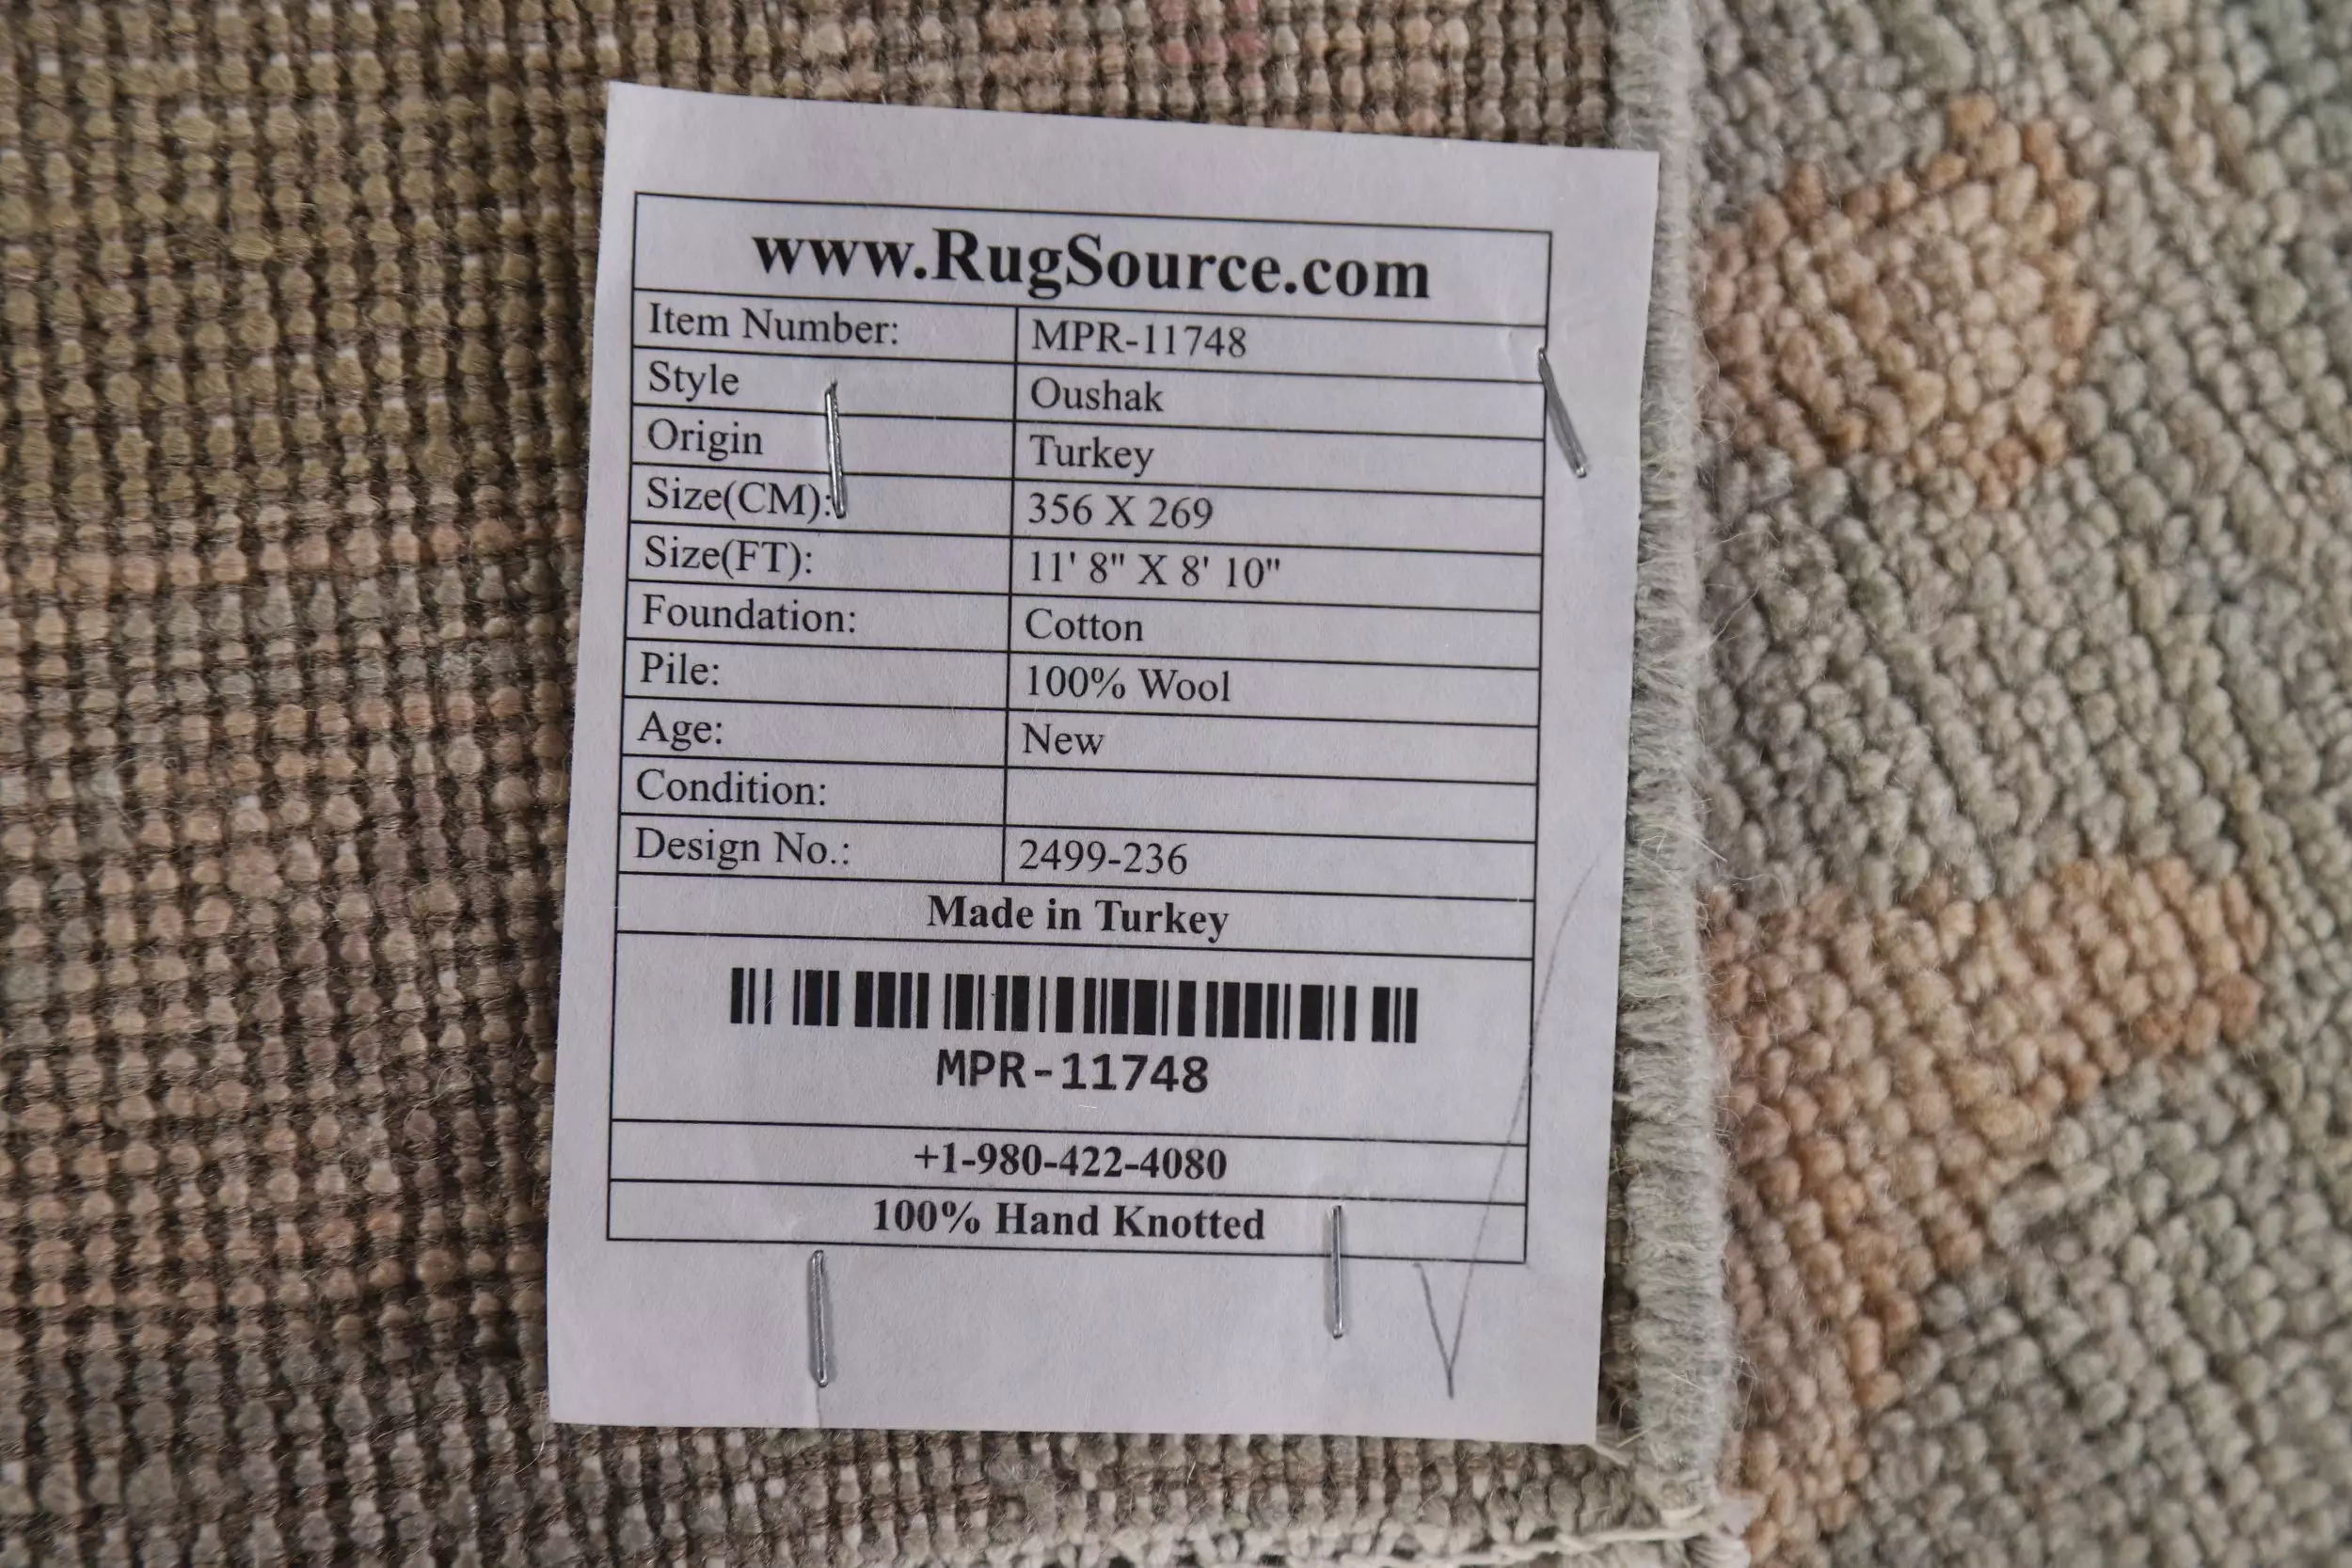 www.RugSource.com
Item Number: MPR-11748
Style Oushak
Origin Turkey
Size(CM): 356 X 269
Size(FT): 11' 8" X 8' 10"
Foundation: Cotton
Pile: 100% Wool
Age: New
Condition:
Design No.: 2499-236
Made in Turkey
MPR-11748
+1-980-422-4080
100% Hand Knotted